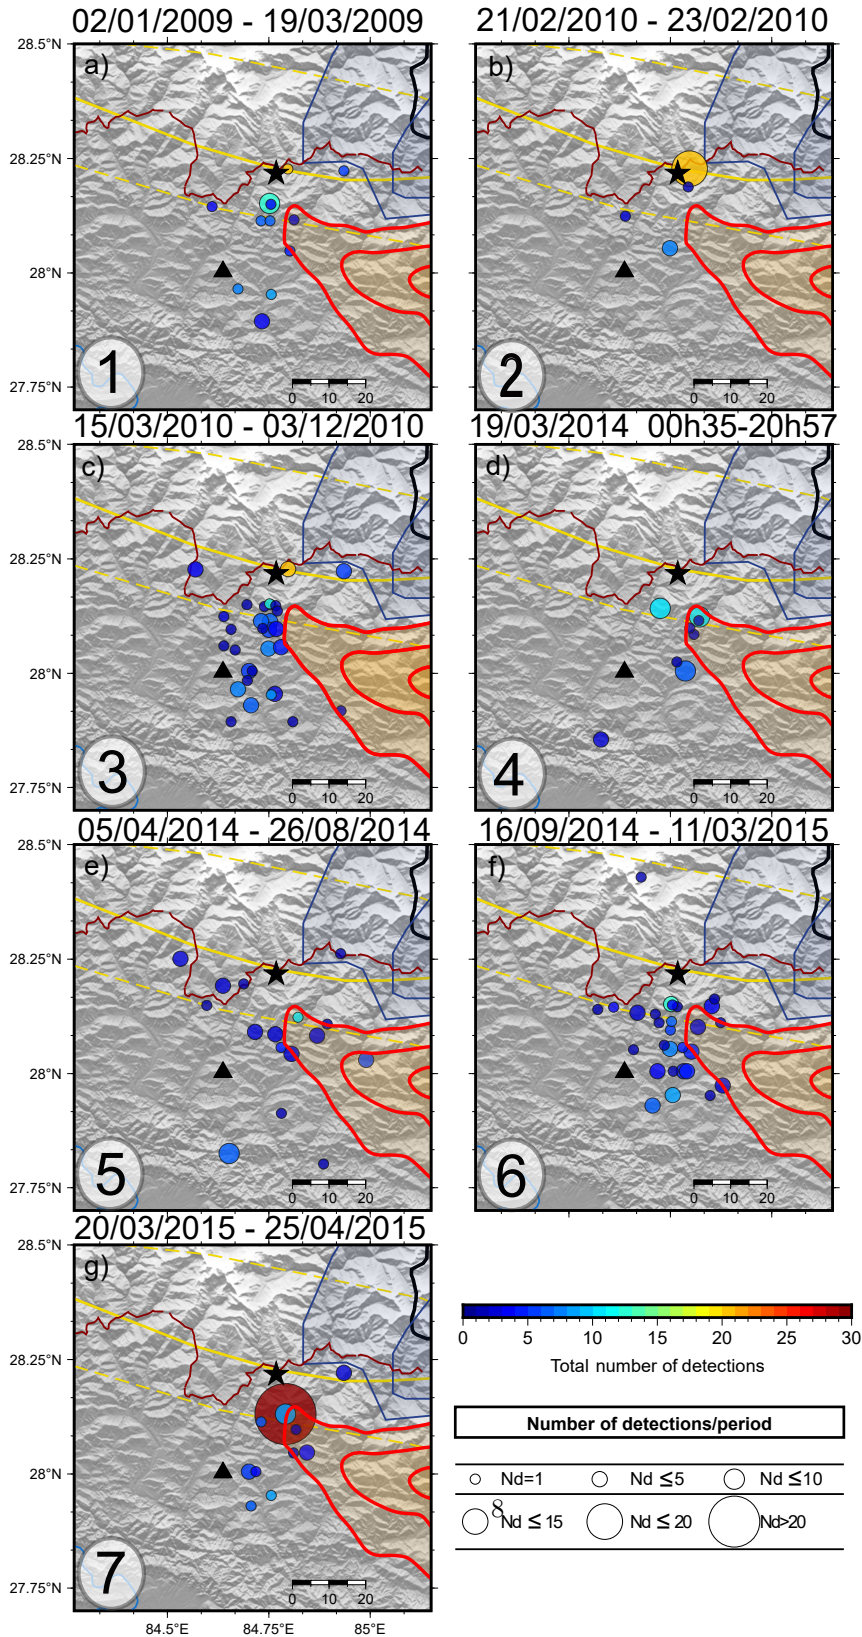 02/01/2009 - 19/03/2009
21/02/2010 - 23/02/2010
28.5°N
28.25°N
28°N
27.75°N
a)
1
0 10 20
b)
2
0 10 20
15/03/2010 - 03/12/2010
19/03/2014 00h35-20h57
28.5°N
28.25°N
28°N
27.75°N
c)
3
0 10 20
d)
4
0 10 20
05/04/2014 - 26/08/2014
16/09/2014 - 11/03/2015
28.5°N
28.25°N
28°N
27.75°N
e)
5
0 10 20
f)
6
0 10 20
20/03/2015 - 25/04/2015
28.5°N
28.25°N
28°N
27.75°N
g)
7
0 10 20
84.5°E 84.75°E 85°E
0 5 10 15 20 25 30
Total number of detections
Number of detections/period
Nd=1 Nd ≤5 Nd ≤10
8
Nd ≤ 15 Nd ≤ 20 Nd>20